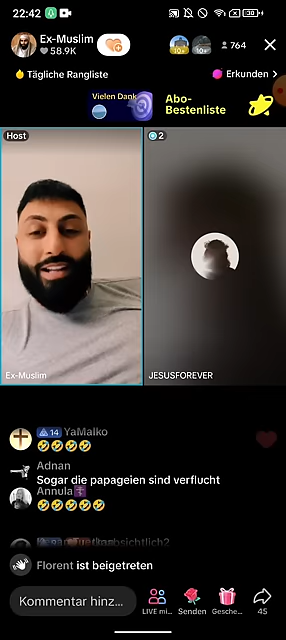 22:42
Ex-Muslim
58.9K
764
Tägliche Rangliste
Erkunden >
Vielen Dank
Abo-
Bestenliste
Host
2
Ex-Muslim
JESUSFOREVER
14 YaMalko
🤣🤣🤣🤣
Adnan
Sogar die papageien sind verflucht
Annula✝️
🤣🤣🤣🤣🤣
Florent ist beigetreten
Kommentar hinz...
LIVE mi...
Senden
Gesche...
45